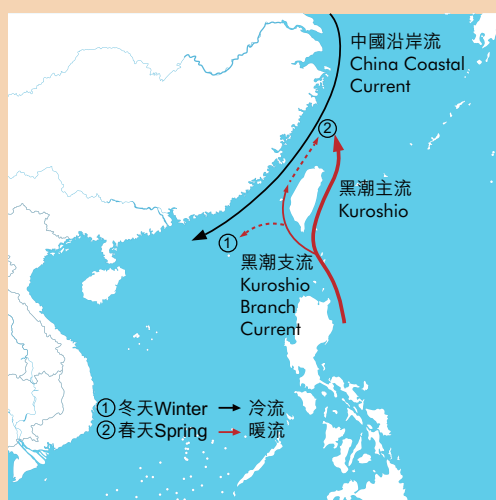 中國沿岸流
China Coastal
Current
②
黑潮主流
Kuroshio
①
黑潮支流
Kuroshio
Branch
Current
①冬天Winter → 冷流
②春天Spring → 暖流